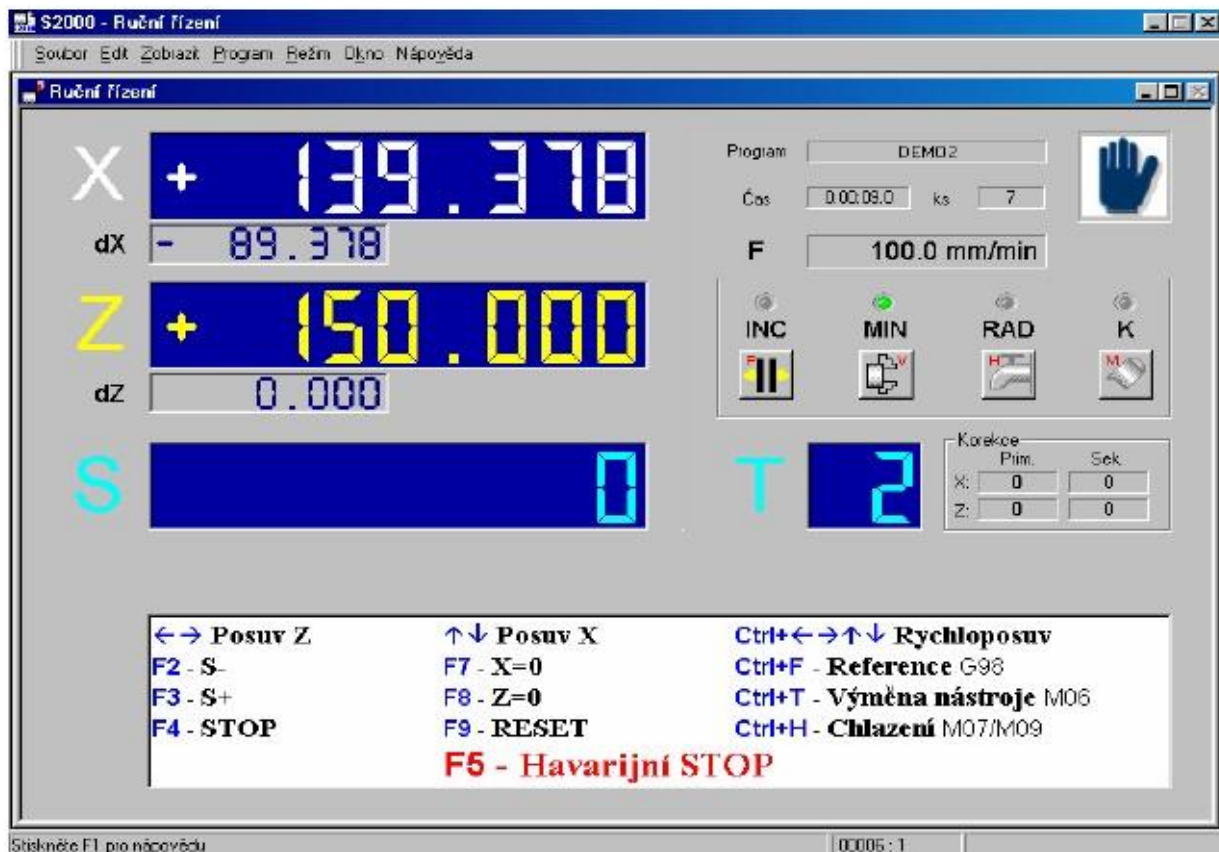 S2000 - Ruční řízení
Soubor Edit Zobrazit Program Režim Okno Nápověda
Ruční řízení
X + 139.378
dX - 89.378
Z + 150.000
dZ 0.000
S 0
Program DEMO2
Čas 0:00:09.0 ks 7
F 100.0 mm/min
INC MIN RAD K
F V H M
T 2
Korekce
Prim. Sek.
X: 0 0
Z: 0 0
←→ Posuv Z ↑↓ Posuv X Ctrl+←→↑↓ Rychloposuv
F2 - S- F7 - X=0 Ctrl+F - Reference G98
F3 - S+ F8 - Z=0 Ctrl+T - Výměna nástroje M06
F4 - STOP F9 - RESET Ctrl+H - Chlazení M07/M09
F5 - Havarijní STOP
Stiskněte F1 pro nápovědu 00006 : 1